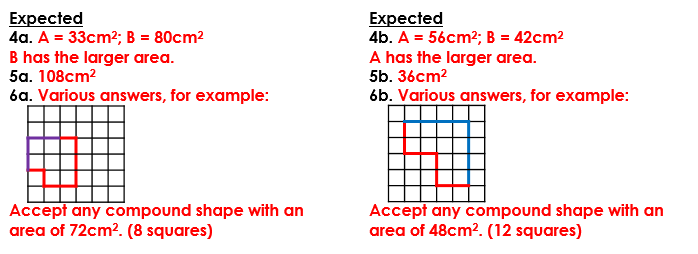 Expected
4a. A = 33cm²; B = 80cm²
B has the larger area.
5a. 108cm²
6a. Various answers, for example:
Accept any compound shape with an
area of 72cm². (8 squares)
Expected
4b. A = 56cm²; B = 42cm²
A has the larger area.
5b. 36cm²
6b. Various answers, for example:
Accept any compound shape with an
area of 48cm². (12 squares)